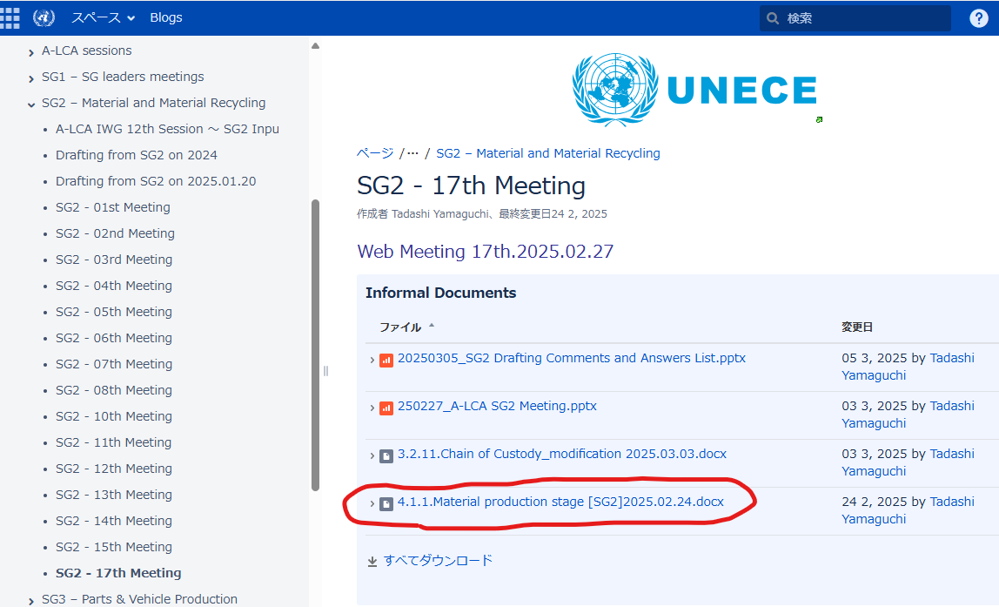 スペース Blogs 検索 ?
A-LCA sessions
SG1 – SG leaders meetings
SG2 – Material and Material Recycling
A-LCA IWG 12th Session ～ SG2 Inpu
Drafting from SG2 on 2024
Drafting from SG2 on 2025.01.20
SG2 - 01st Meeting
SG2 - 02nd Meeting
SG2 - 03rd Meeting
SG2 - 04th Meeting
SG2 - 05th Meeting
SG2 - 06th Meeting
SG2 - 07th Meeting
SG2 - 08th Meeting
SG2 - 10th Meeting
SG2 - 11th Meeting
SG2 - 12th Meeting
SG2 - 13th Meeting
SG2 - 14th Meeting
SG2 - 15th Meeting
SG2 - 17th Meeting
SG3 – Parts & Vehicle Production
UNECE
ページ /··· / SG2 – Material and Material Recycling
SG2 - 17th Meeting
作成者 Tadashi Yamaguchi、最終変更日24 2, 2025
Web Meeting 17th.2025.02.27
Informal Documents
ファイル 変更日
20250305_SG2 Drafting Comments and Answers List.pptx 05 3, 2025 by Tadashi
Yamaguchi
250227_A-LCA SG2 Meeting.pptx 03 3, 2025 by Tadashi
Yamaguchi
3.2.11.Chain of Custody_modification 2025.03.03.docx 03 3, 2025 by Tadashi
Yamaguchi
4.1.1.Material production stage [SG2]2025.02.24.docx 24 2, 2025 by Tadashi
Yamaguchi
すべてダウンロード